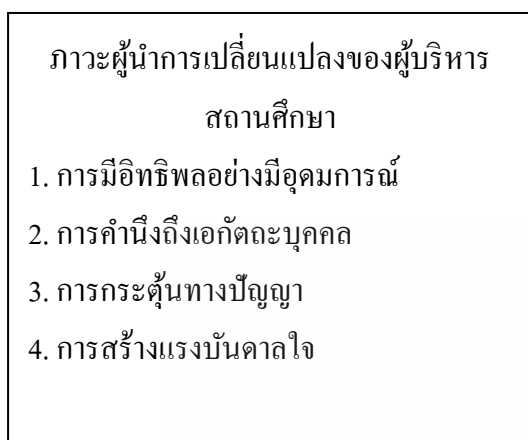 ภาวะผู้นำการเปลี่ยนแปลงของผู้บริหาร
สถานศึกษา
1. การมีอิทธิพลอย่างมีอุดมการณ์
2. การคำนึงถึงเอกัตถะบุคคล
3. การกระตุ้นทางปัญญา
4. การสร้างแรงบันดาลใจ